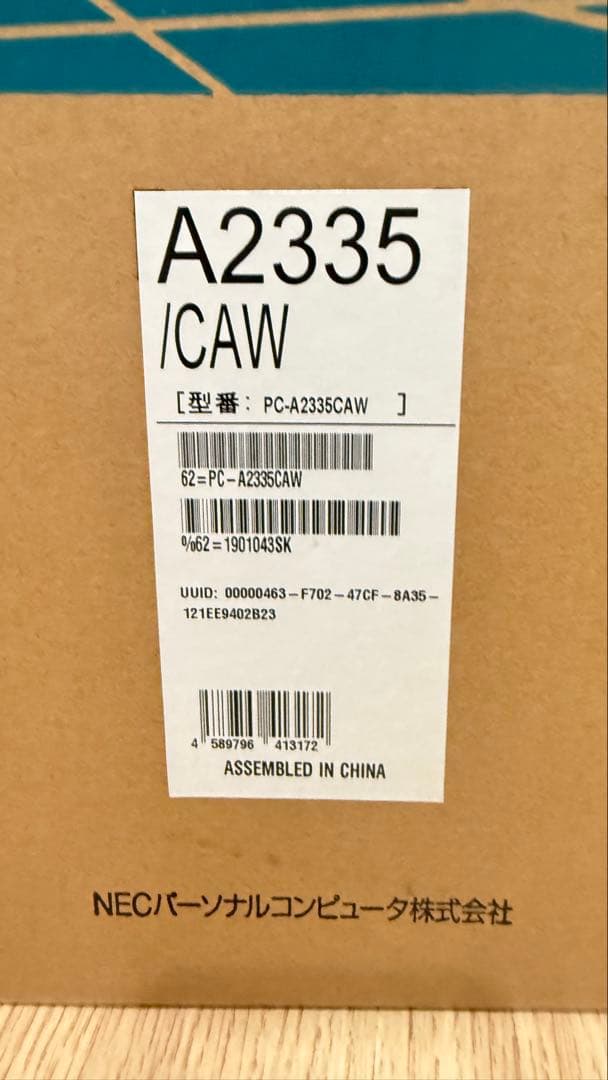 A2335
/CAW
[型番: PC-A2335CAW ]
62=PC-A2335CAW
%62=1901043SK
UUID: 00000463-F702-47CF-8A35-
121EE9402B23
4 589796 413172
ASSEMBLED IN CHINA
NECパーソナルコンピュータ株式会社